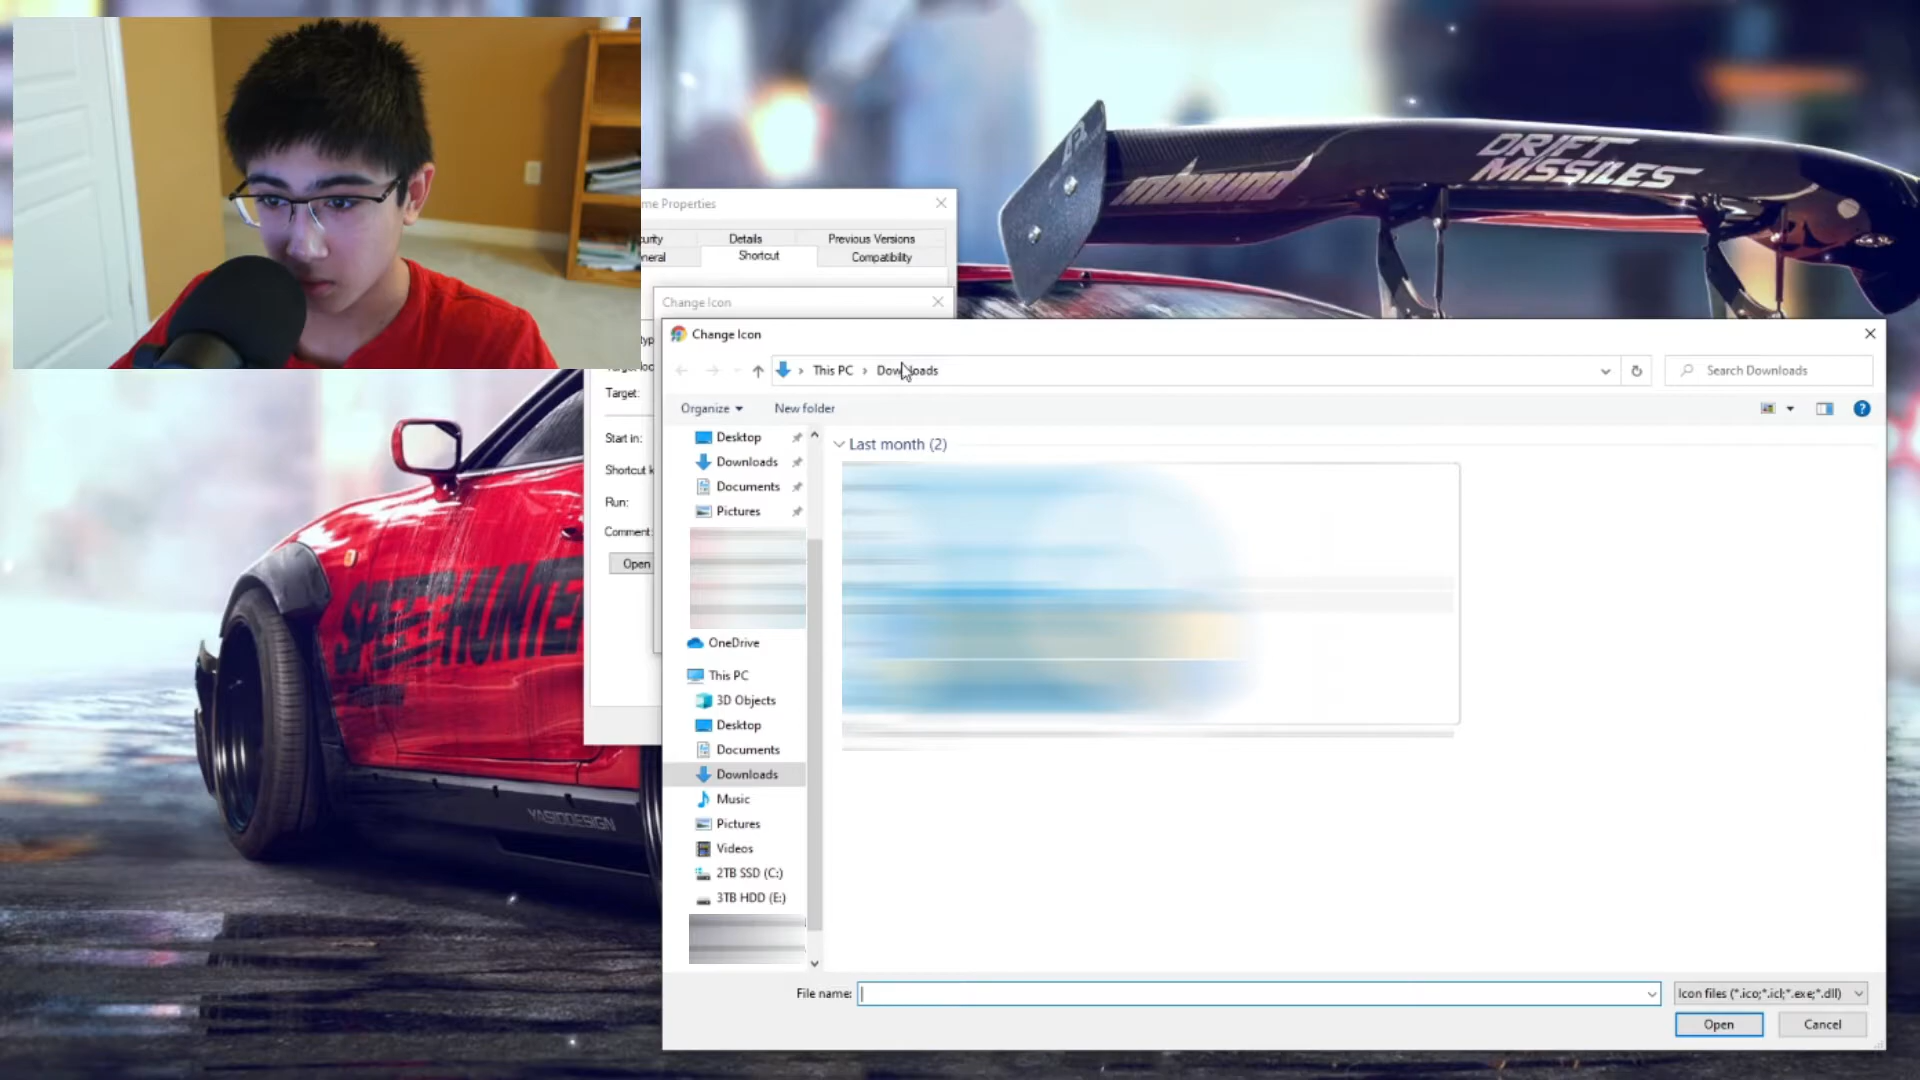 DRIFT
MISSILES
Inbound
me Properties
Details
Previous Versions
Shortcut
Compatibility
Change Icon
Change Icon
This PC
Downloads
Search Downloads
Target:
Organize
New folder
Start in:
Shortcut k
Run:
Comment:
Open
Desktop
Downloads
Documents
Pictures
Last month (2)
OneDrive
This PC
3D Objects
Desktop
Documents
Downloads
Music
Pictures
Videos
2TB SSD (C:)
3TB HDD (E:)
SPEEHUNTE
YASIDDESIGN
File name:
Icon files (*.ico;*.icl;*.exe;*.dll)
Open
Cancel